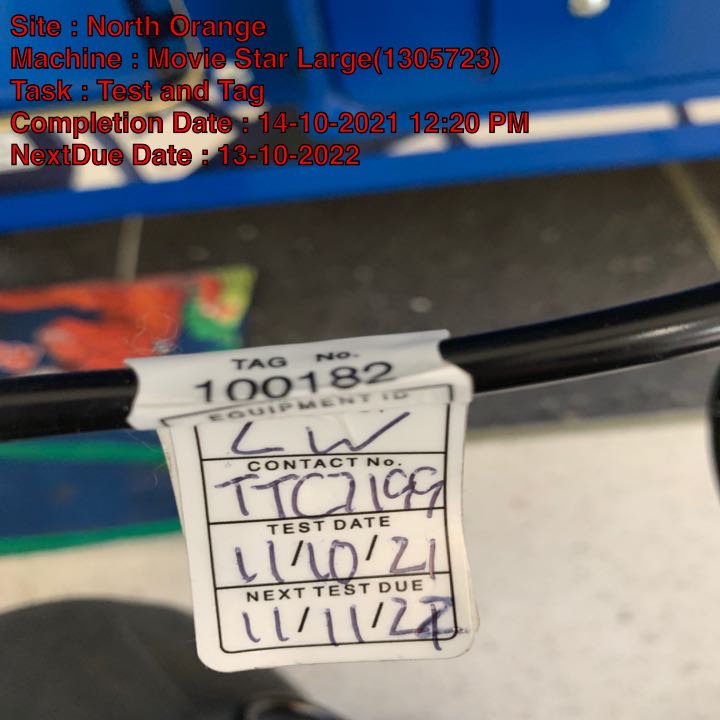 Site : North Orange
Machine : Movie Star Large(1305723)
Task : Test and Tag
Completion Date : 14-10-2021 12:20 PM
NextDue Date : 13-10-2022
TAG No.
100182
EQUIPMENT ID
LW
CONTACT No.
TTC2199
TEST DATE
11/10/21
NEXT TEST DUE
11/11/22